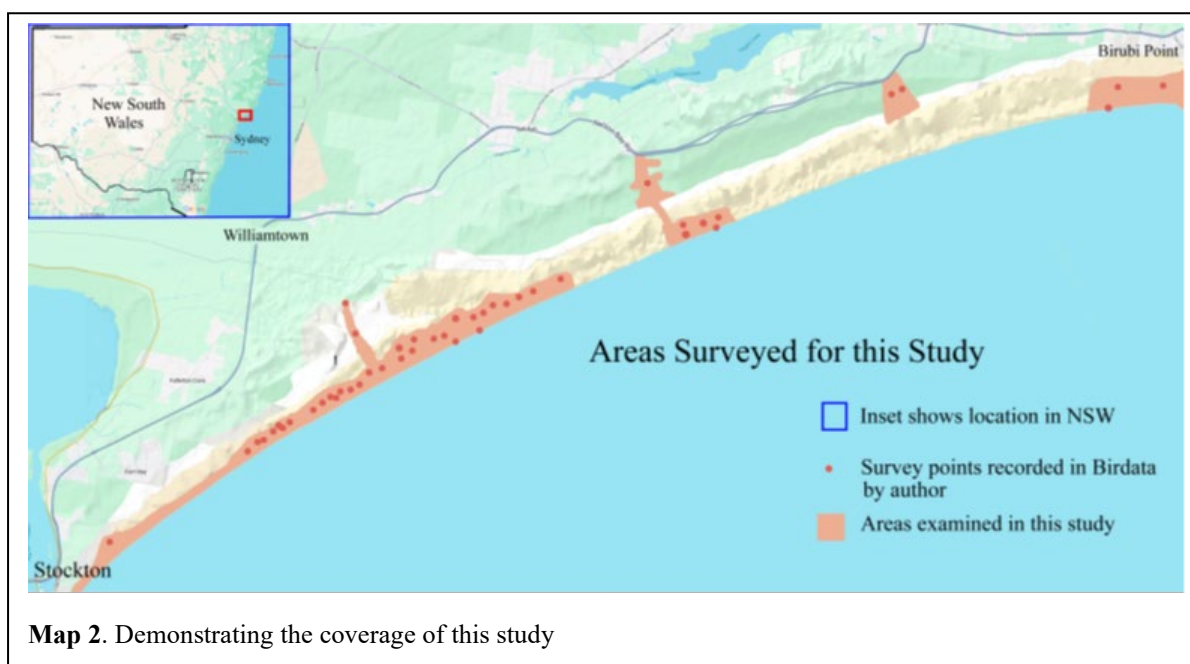 New South
Wales
Sydney
Birubi Point
Williamtown
Areas Surveyed for this Study
Inset shows location in NSW
Survey points recorded in Birdata
by author
Areas examined in this study
Stockton
Map 2. Demonstrating the coverage of this study